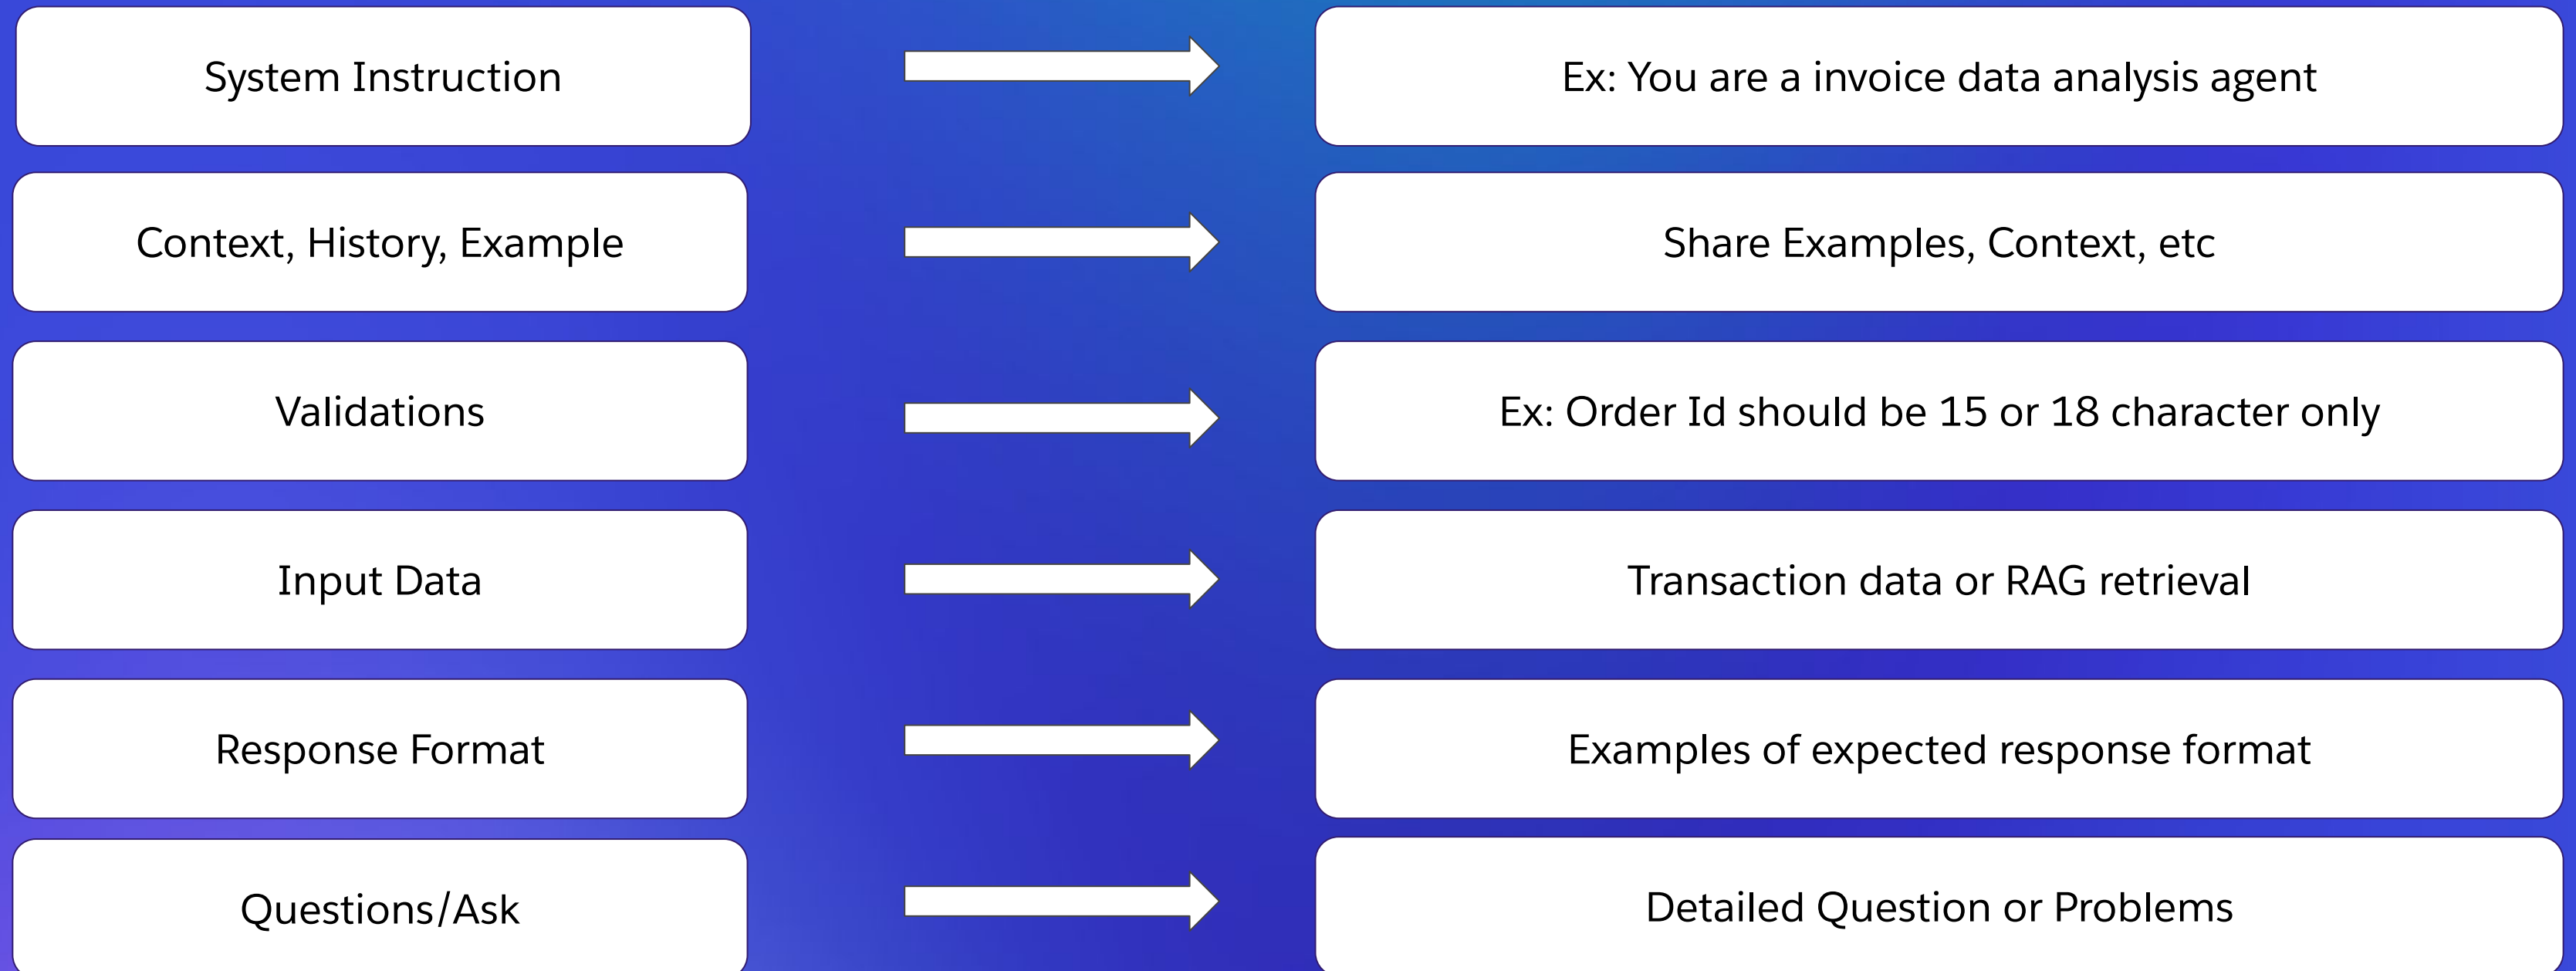 System Instruction
Ex: You are a invoice data analysis agent
Context, History, Example
Share Examples, Context, etc
Validations
Ex: Order Id should be 15 or 18 character only
Input Data
Transaction data or RAG retrieval
Response Format
Examples of expected response format
Questions/Ask
Detailed Question or Problems